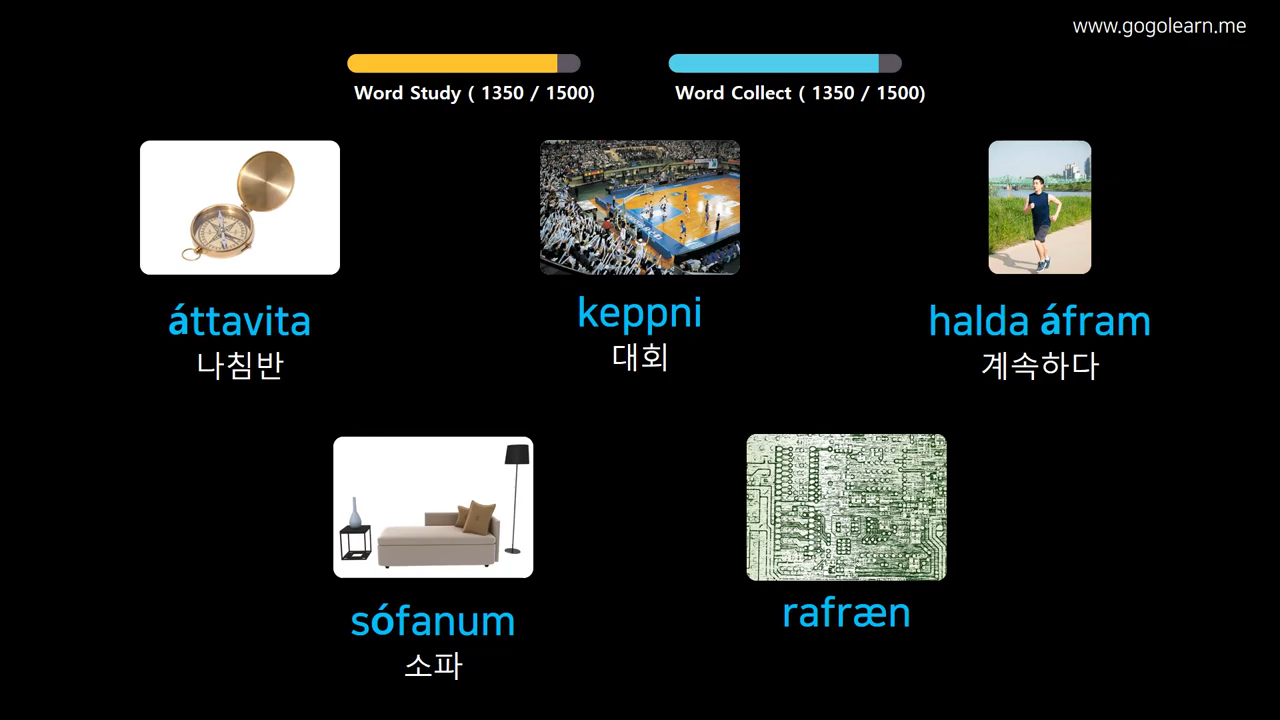 www.gogolearn.me
Word Study ( 1350 / 1500)
Word Collect ( 1350 / 1500)
áttavita
나침반
keppni
대회
halda áfram
계속하다
sófanum
소파
rafræn